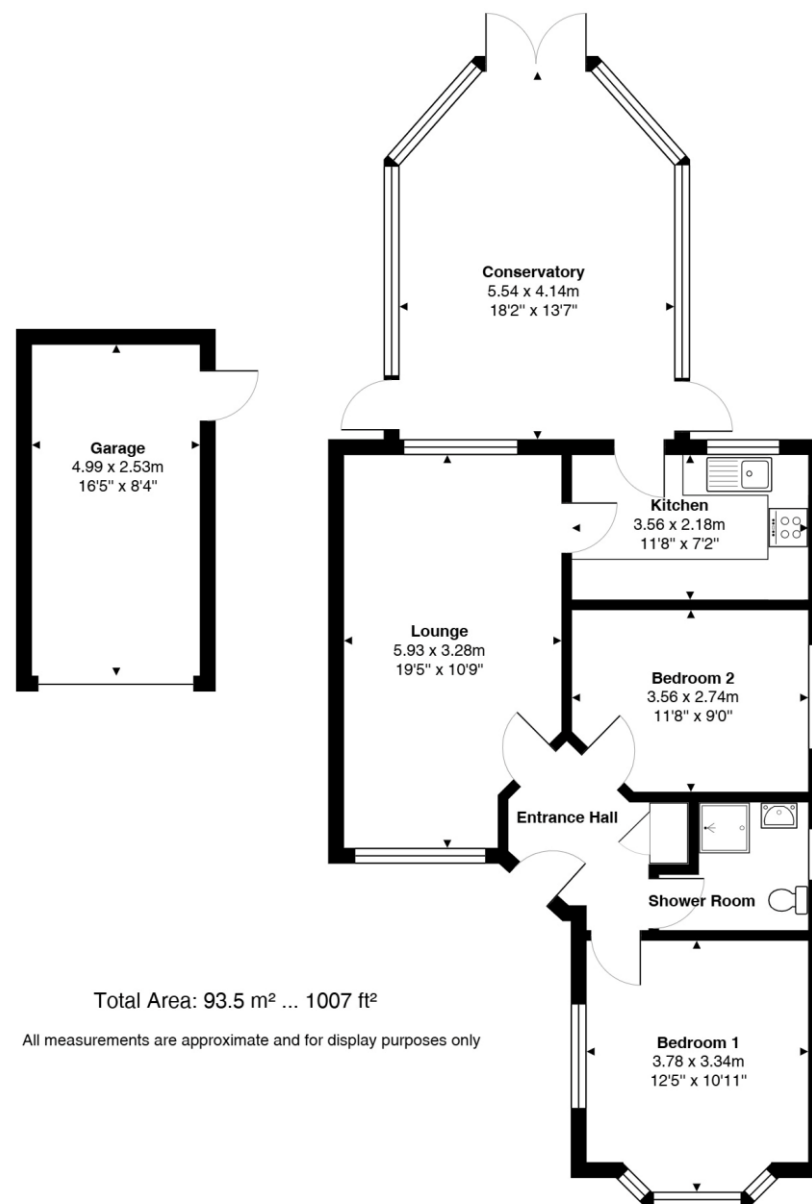 Conservatory
5.54 x 4.14m
18'2" x 13'7"
Garage
4.99 x 2.53m
16'5" x 8'4"
Kitchen
3.56 x 2.18m
11'8" x 7'2"
Lounge
5.93 x 3.28m
19'5" x 10'9"
Bedroom 2
3.56 x 2.74m
11'8" x 9'0"
Entrance Hall
Shower Room
Total Area: 93.5 m² ... 1007 ft²
All measurements are approximate and for display purposes only
Bedroom 1
3.78 x 3.34m
12'5" x 10'11"